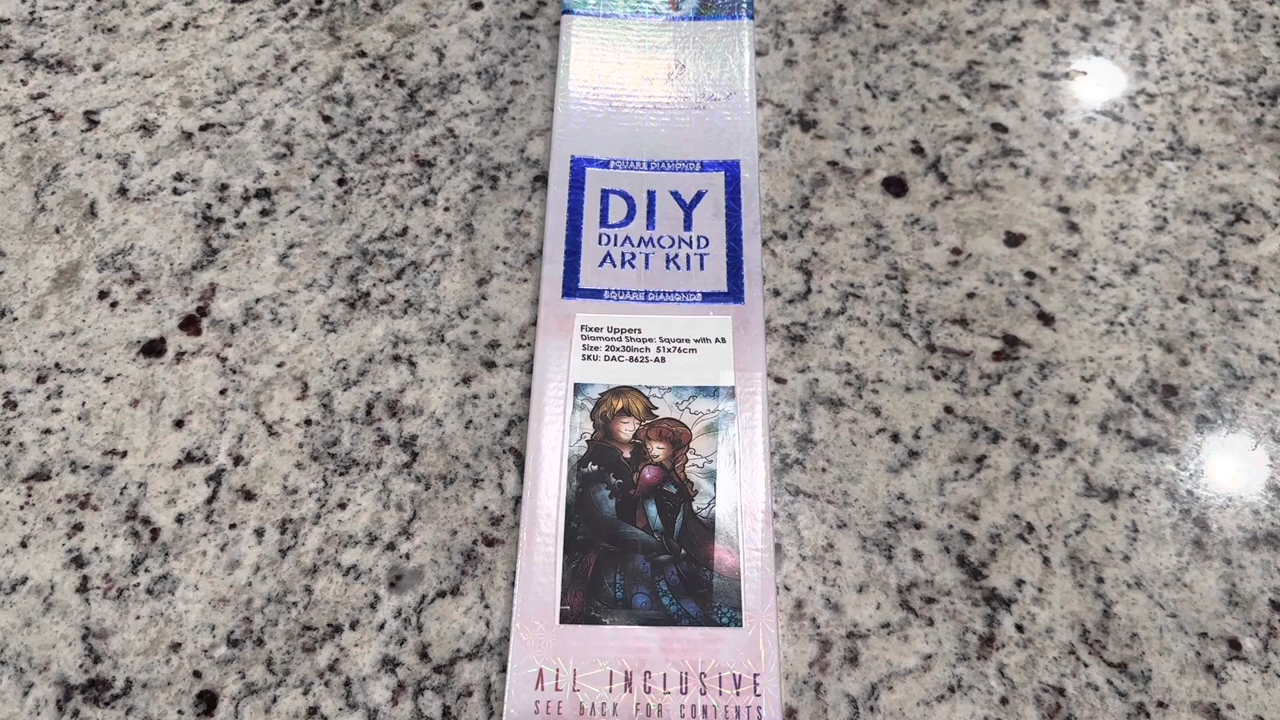 SQUARE DIAMONDS
DIY
DIAMOND
ART KIT
SQUARE DIAMONDS
Fixer Uppers
Diamond Shape: Square with AB
Size: 20x30inch 51x76cm
SKU: DAC-862S-AB
ALL INCLUSIVE
SEE BACK FOR CONTENTS